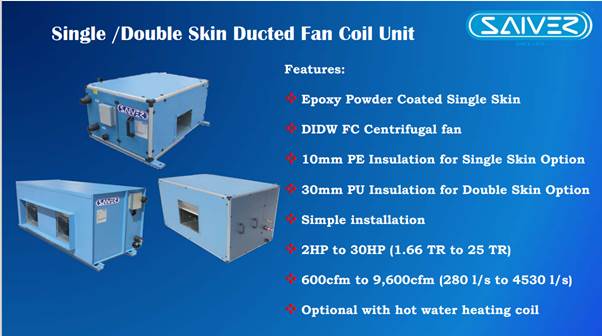 Single /Double Skin Ducted Fan Coil Unit
SAIVER
Features:
Epoxy Powder Coated Single Skin
DIDW FC Centrifugal fan
10mm PE Insulation for Single Skin Option
30mm PU Insulation for Double Skin Option
Simple installation
2HP to 30HP (1.66 TR to 25 TR)
600cfm to 9,600cfm (280 l/s to 4530 l/s)
Optional with hot water heating coil
SAIVER
SAIVER